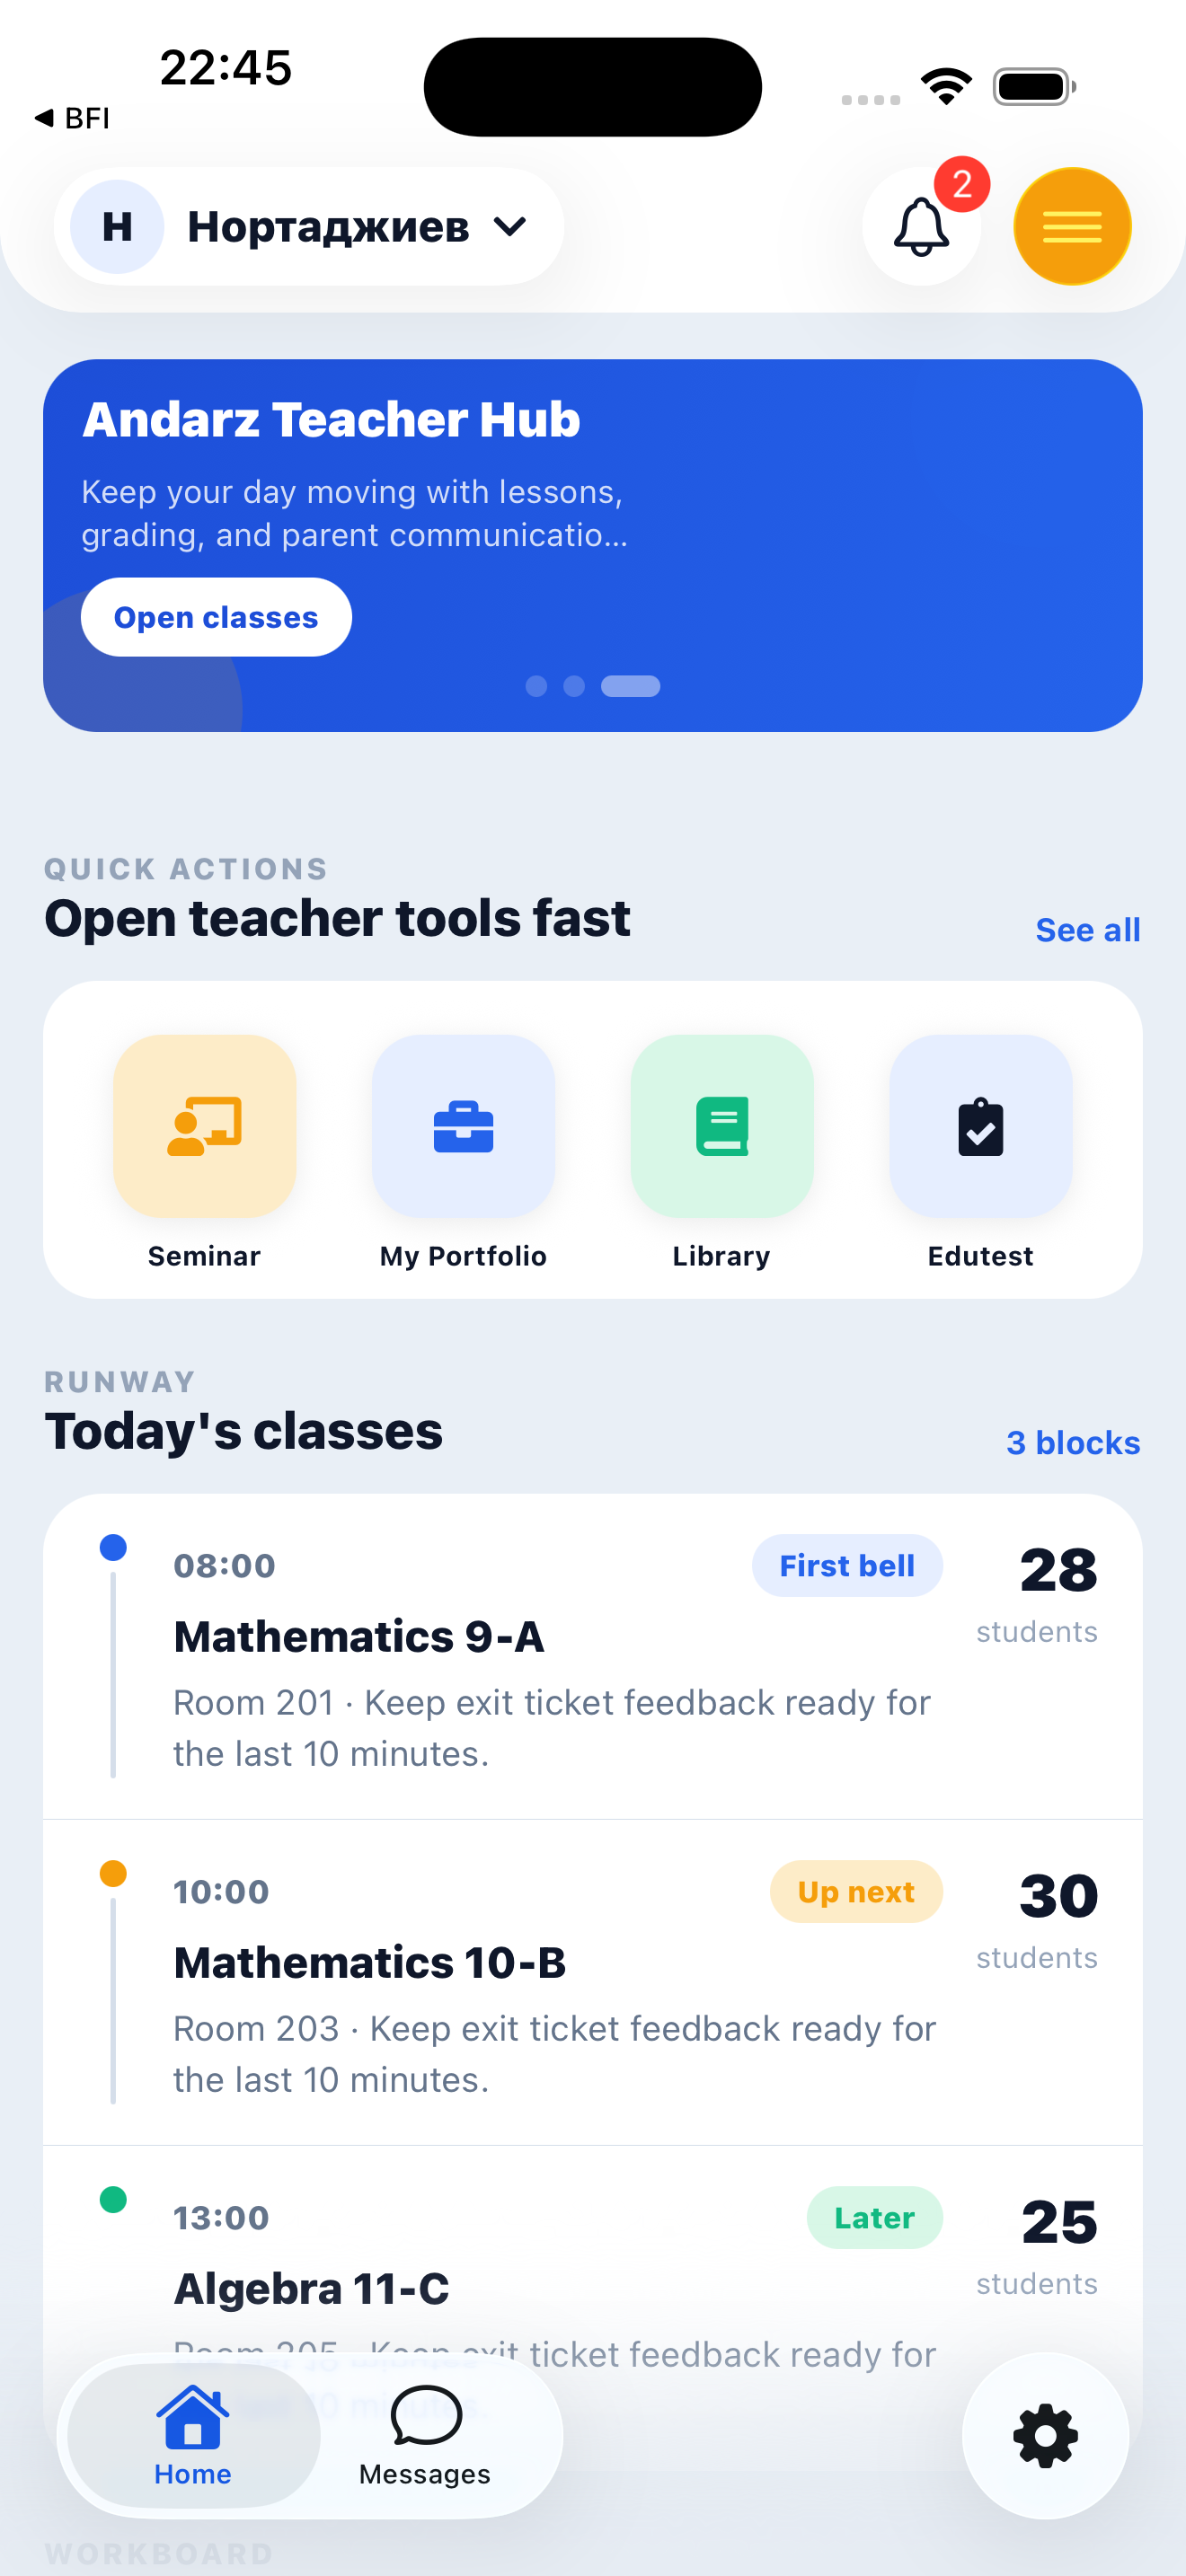 22:45
BFI
Н Нортаджиев
2
Andarz Teacher Hub
Keep your day moving with lessons,
grading, and parent communicatio...
Open classes
QUICK ACTIONS
Open teacher tools fast
See all
Seminar
My Portfolio
Library
Edutest
RUNWAY
Today's classes
3 blocks
08:00
First bell
28
students
Mathematics 9-A
Room 201 · Keep exit ticket feedback ready for
the last 10 minutes.
10:00
Up next
30
students
Mathematics 10-B
Room 203 · Keep exit ticket feedback ready for
the last 10 minutes.
13:00
Later
25
students
Algebra 11-C
Room 205 · Keep exit ticket feedback ready for
10 minutes.
Home
Messages
WORKBOARD